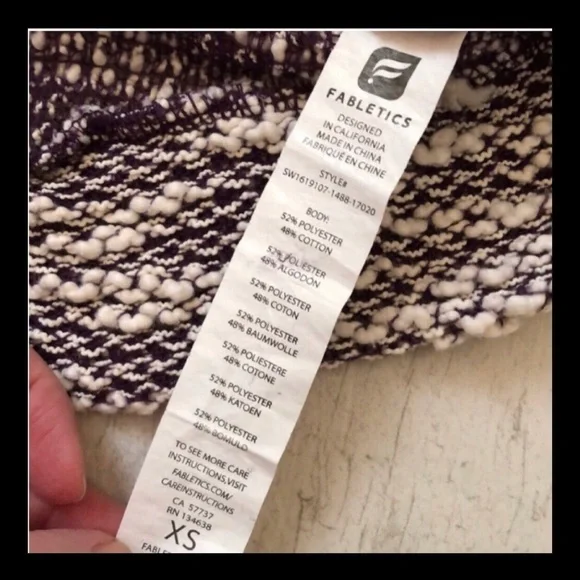 FABLETICS
DESIGNED
IN CALIFORNIA
MADE IN CHINA
FABRIQUÉ EN CHINE
STYLE#
SW1619107-1488-17020
BODY:
52% POLYESTER
48% COTTON
52% POLIESTER
48% ALGODON
52% POLYESTER
48% COTON
52% POLYESTER
48% BAUMWOLLE
52% POLIESTERE
48% COTONE
52% POLYESTER
48% KATOEN
52% POLYESTER
48% BOMULD
TO SEE MORE CARE
INSTRUCTIONS, VISIT
FABLETICS.COM/
CAREINSTRUCTIONS
CA 57737
RN 134638
XS